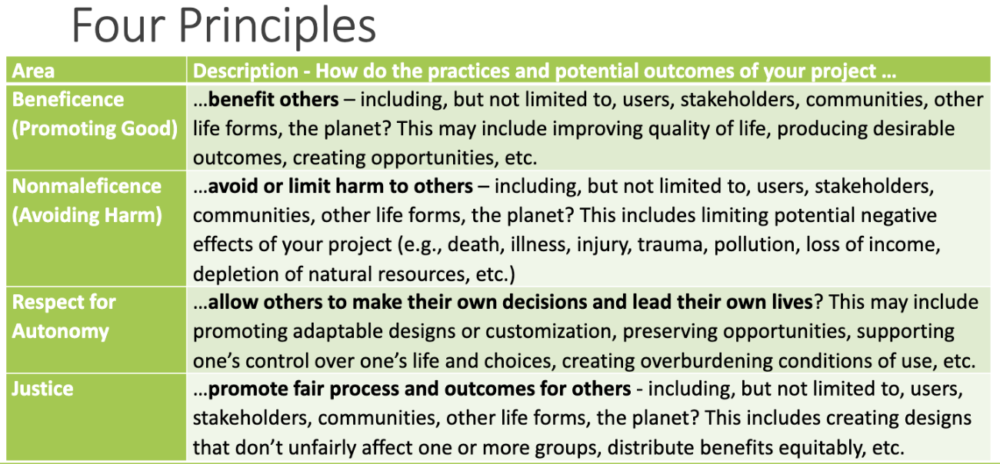 Four Principles
Area
Description - How do the practices and potential outcomes of your project …
Beneficence
(Promoting Good)
…benefit others – including, but not limited to, users, stakeholders, communities, other
life forms, the planet? This may include improving quality of life, producing desirable
outcomes, creating opportunities, etc.
Nonmaleficence
(Avoiding Harm)
…avoid or limit harm to others – including, but not limited to, users, stakeholders,
communities, other life forms, the planet? This includes limiting potential negative
effects of your project (e.g., death, illness, injury, trauma, pollution, loss of income,
depletion of natural resources, etc.)
Respect for
Autonomy
…allow others to make their own decisions and lead their own lives? This may include
promoting adaptable designs or customization, preserving opportunities, supporting
one’s control over one’s life and choices, creating overburdening conditions of use, etc.
Justice
…promote fair process and outcomes for others - including, but not limited to, users,
stakeholders, communities, other life forms, the planet? This includes creating designs
that don’t unfairly affect one or more groups, distribute benefits equitably, etc.